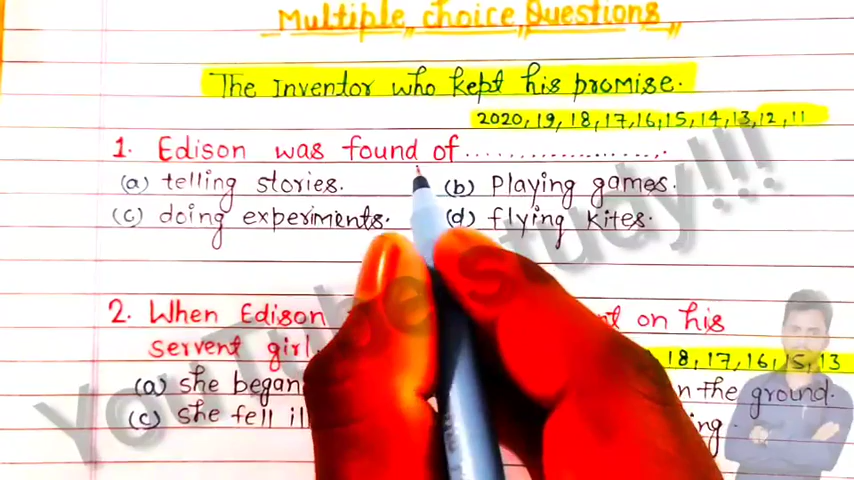 Multiple choice Questions
The Inventor who kept his promise.
2020, 19, 18, 17, 16, 15, 14, 13, 12, 11
1. Edison was found of ....................
(a) telling stories. (b) Playing games.
(c) doing experiments. (d) flying kites.
2. When Edison on his
servent girl 18, 17, 16, 15, 13
(a) she began the ground.
(c) she fell
YouTube study!!!